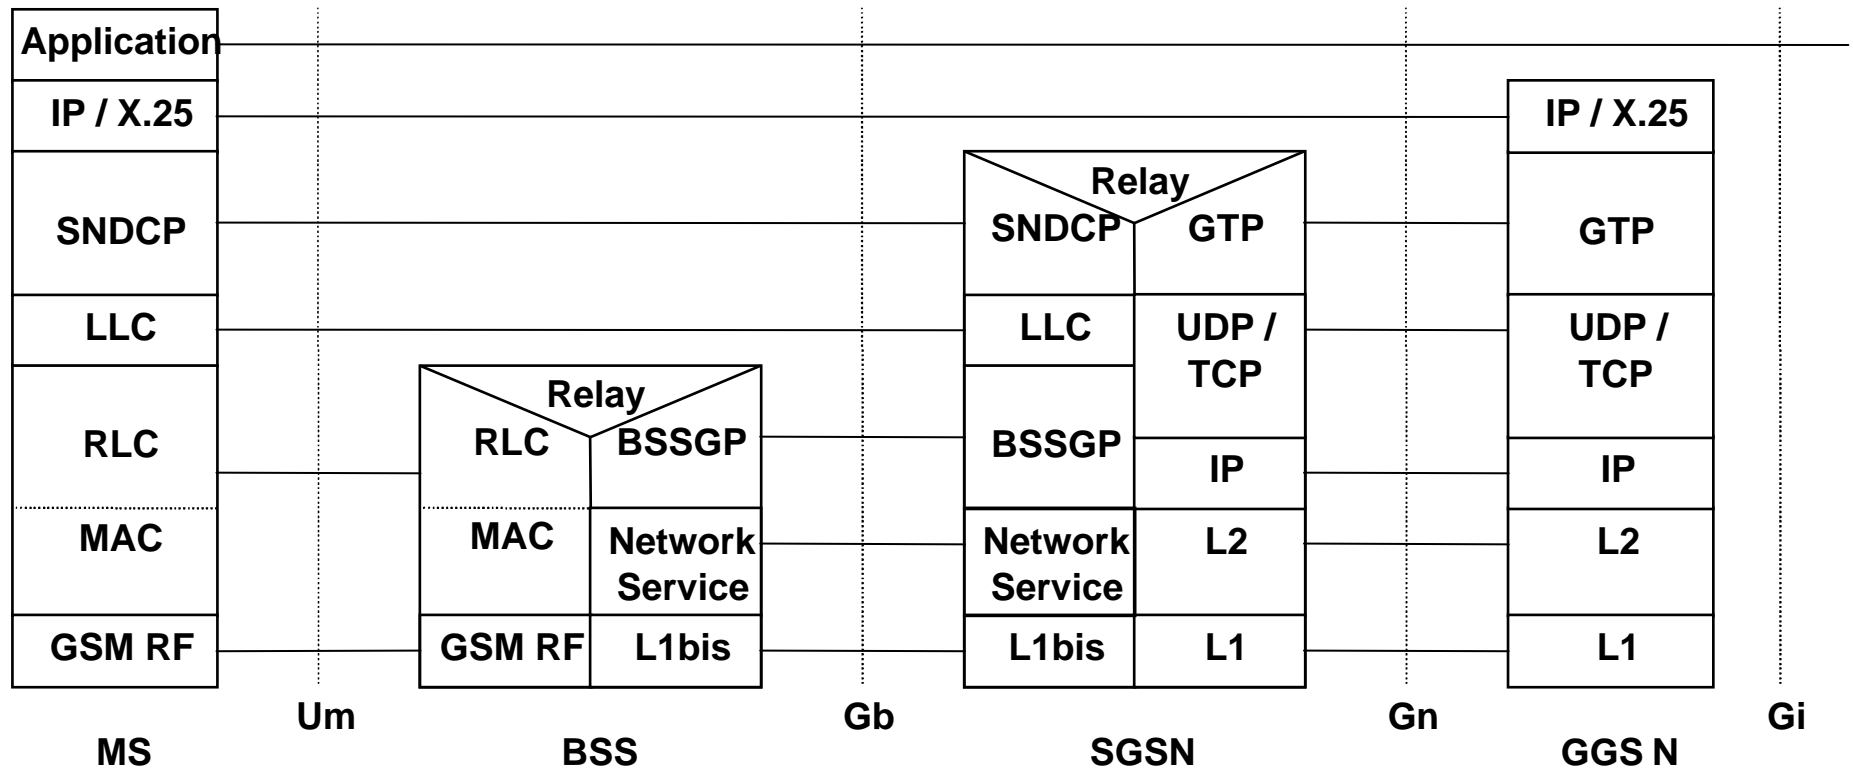 Application
IP / X.25
IP / X.25
Relay
SNDCP
SNDCP
GTP
GTP
LLC
LLC
UDP /
TCP
UDP /
TCP
Relay
RLC
RLC
BSSGP
BSSGP
IP
IP
MAC
MAC
Network
Service
Network
Service
L2
L2
GSM RF
GSM RF
L1bis
L1bis
L1
L1
Um
Gb
Gn
Gi
MS
BSS
SGSN
GGS N